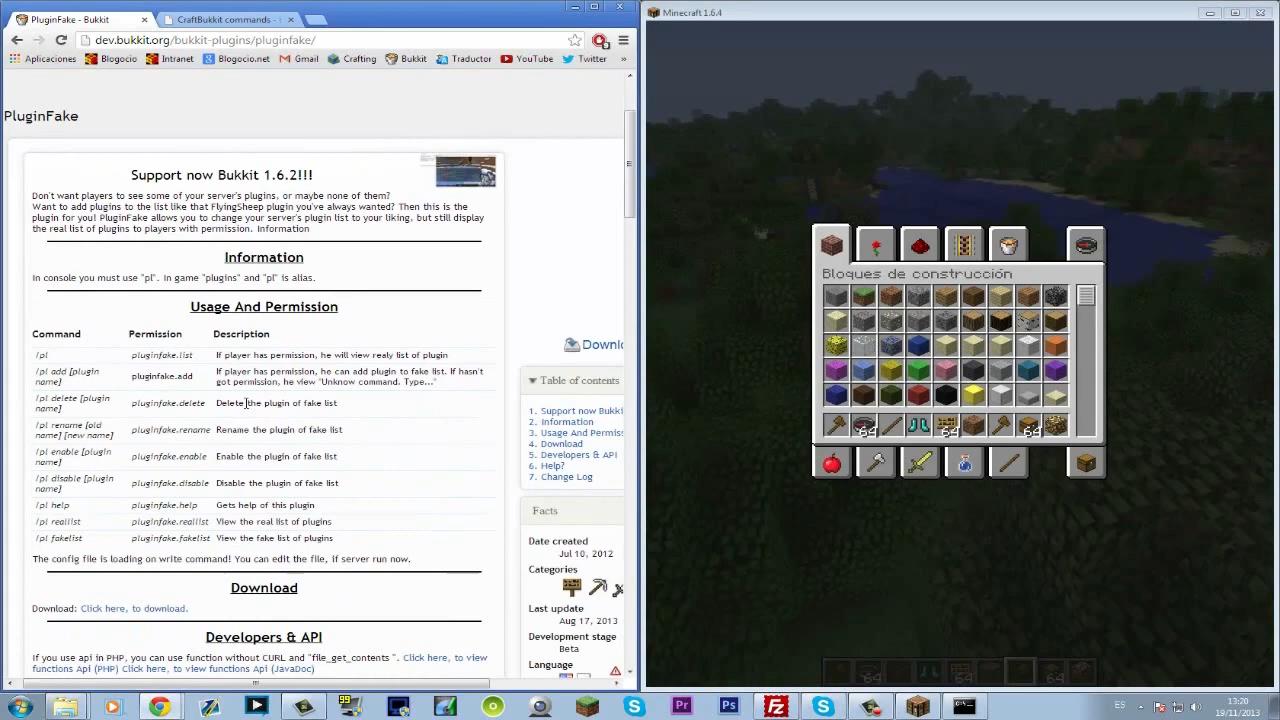 PluginFake - Bukkit
CraftBukkit commands -
dev.bukkit.org/bukkit-plugins/pluginfake/
Aplicaciones Blogocio Intranet Blogocio.net Gmail Crafting Bukkit Traductor YouTube Twitter »
PluginFake
Support now Bukkit 1.6.2!!!
Don't want players to see some of your server's plugins, or maybe none of them?
Want to add plugins to the list like that FlyingSheep plugin you've always wanted? Then this is the
plugin for you! PluginFake allows you to change your server's plugin list to your liking, but still display
the real list of plugins to players with permission. Information
Information
In console you must use "pl". In game "plugins" and "pl" is alias.
Usage And Permission
Command Permission Description
/pl pluginfake.list If player has permission, he will view realy list of plugin
/pl add [plugin
name] pluginfake.add If player has permission, he can add plugin to fake list. If hasn't
got permission, he view "Unknow command. Type..."
/pl delete [plugin
name] pluginfake.delete Delete the plugin of fake list
/pl rename [old
name] [new name] pluginfake.rename Rename the plugin of fake list
/pl enable [plugin
name] pluginfake.enable Enable the plugin of fake list
/pl disable [plugin
name] pluginfake.disable Disable the plugin of fake list
/pl help pluginfake.help Gets help of this plugin
/pl reallist pluginfake.reallist View the real list of plugins
/pl fakelist pluginfake.fakelist View the fake list of plugins
The config file is loading on write command! You can edit the file, if server run now.
Download
Download: Click here, to download.
Developers & API
If you use api in PHP, you can use function without CURL and "file_get_contents ". Click here, to view
functions Api (PHP) Click here, to view functions Api (JavaDoc)
Downlo
Table of contents
1. Support now Bukki
2. Information
3. Usage And Permiss
4. Download
5. Developers & API
6. Help?
7. Change Log
Facts
Date created
Jul 10, 2012
Categories
Last update
Aug 17, 2013
Development stage
Beta
Language
Minecraft 1.6.4
Bloques de construcción
64 64 64
64 64 64
99
Pr Ps Fz
ES
13:20
19/11/2013